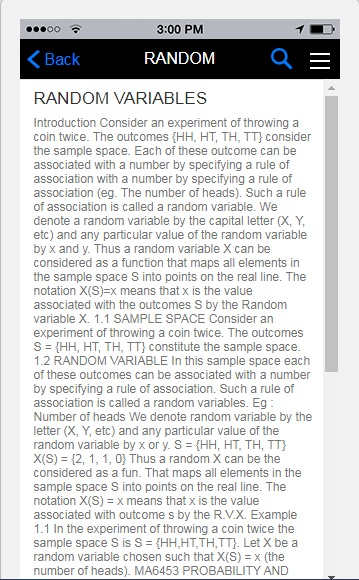 3:00 PM
Back
RANDOM
RANDOM VARIABLES
Introduction Consider an experiment of throwing a
coin twice. The outcomes {HH, HT, TH, TT} consider
the sample space. Each of these outcome can be
associated with a number by specifying a rule of
association with a number by specifying a rule of
association (eg. The number of heads). Such a rule
of association is called a random variable. We
denote a random variable by the capital letter (X, Y,
etc) and any particular value of the random variable
by x and y. Thus a random variable X can be
considered as a function that maps all elements in
the sample space S into points on the real line. The
notation X(S)=x means that x is the value
associated with the outcomes S by the Random
variable X. 1.1 SAMPLE SPACE Consider an
experiment of throwing a coin twice. The outcomes
S = {HH, HT, TH, TT} constitute the sample space.
1.2 RANDOM VARIABLE In this sample space each
of these outcomes can be associated with a number
by specifying a rule of association. Such a rule of
association is called a random variables. Eg :
Number of heads We denote random variable by the
letter (X, Y, etc) and any particular value of the
random variable by x or y. S = {HH, HT, TH, TT}
X(S) = {2, 1, 1, 0} Thus a random X can be the
considered as a fun. That maps all elements in the
sample space S into points on the real line. The
notation X(S) = x means that x is the value
associated with outcome s by the R.V.X. Example
1.1 In the experiment of throwing a coin twice the
sample space S is S = {HH,HT,TH,TT}. Let X be a
random variable chosen such that X(S) = x (the
number of heads). MA6453 PROBABILITY AND